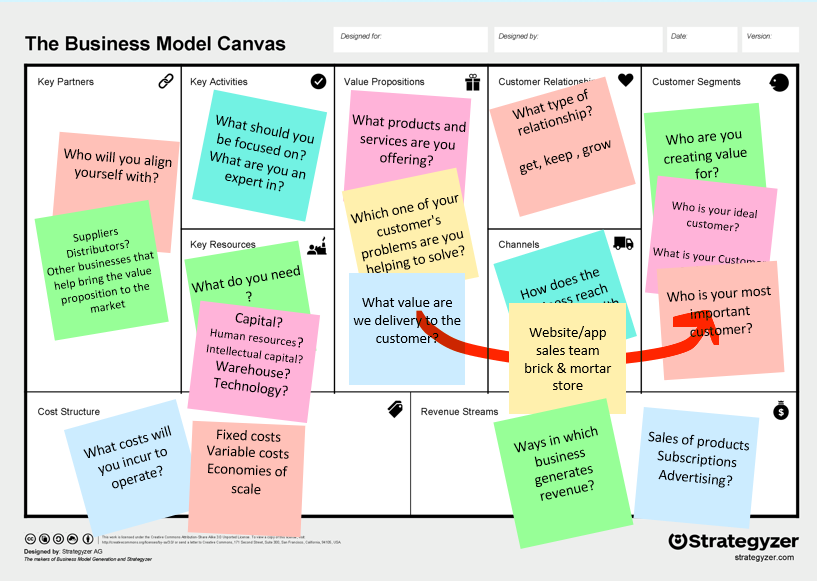 The Business Model Canvas
Designed for:
Designed by:
Date:
Version:
Key Partners
Who will you align
yourself with?
Suppliers
Distributors?
Other businesses that
help bring the value
proposition to the
market
Key Activities
What should you
be focused on?
What are you an
expert in?
Key Resources
What do you need
?
Capital?
Human resources?
Intellectual capital?
Warehouse?
Technology?
Value Propositions
What products and
services are you
offering?
Which one of your
customer's
problems are you
helping to solve?
What value are
we delivery to the
customer?
Customer Relationship
What type of
relationship?
get, keep , grow
Channels
How does the
reach
Website/app
sales team
brick & mortar
store
Customer Segments
Who are you
creating value
for?
Who is your ideal
customer?
What is your Custom
Who is your most
important
customer?
Cost Structure
What costs will
you incur to
operate?
Fixed costs
Variable costs
Economies of
scale
Revenue Streams
Ways in which
business
generates
revenue?
Sales of products
Subscriptions
Advertising?
Designed by: Strategyzer AG
The makers of Business Model Generation and Strategyzer
Strategyzer
strategyzer.com